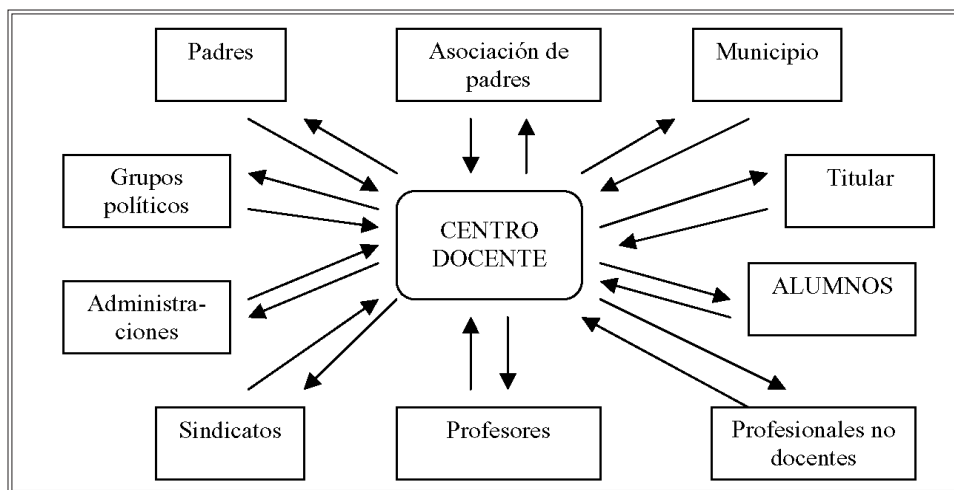 Padres
Asociación de
padres
Municipio
Grupos
políticos
CENTRO
DOCENTE
Titular
Administra-
ciones
ALUMNOS
Sindicatos
Profesores
Profesionales no
docentes